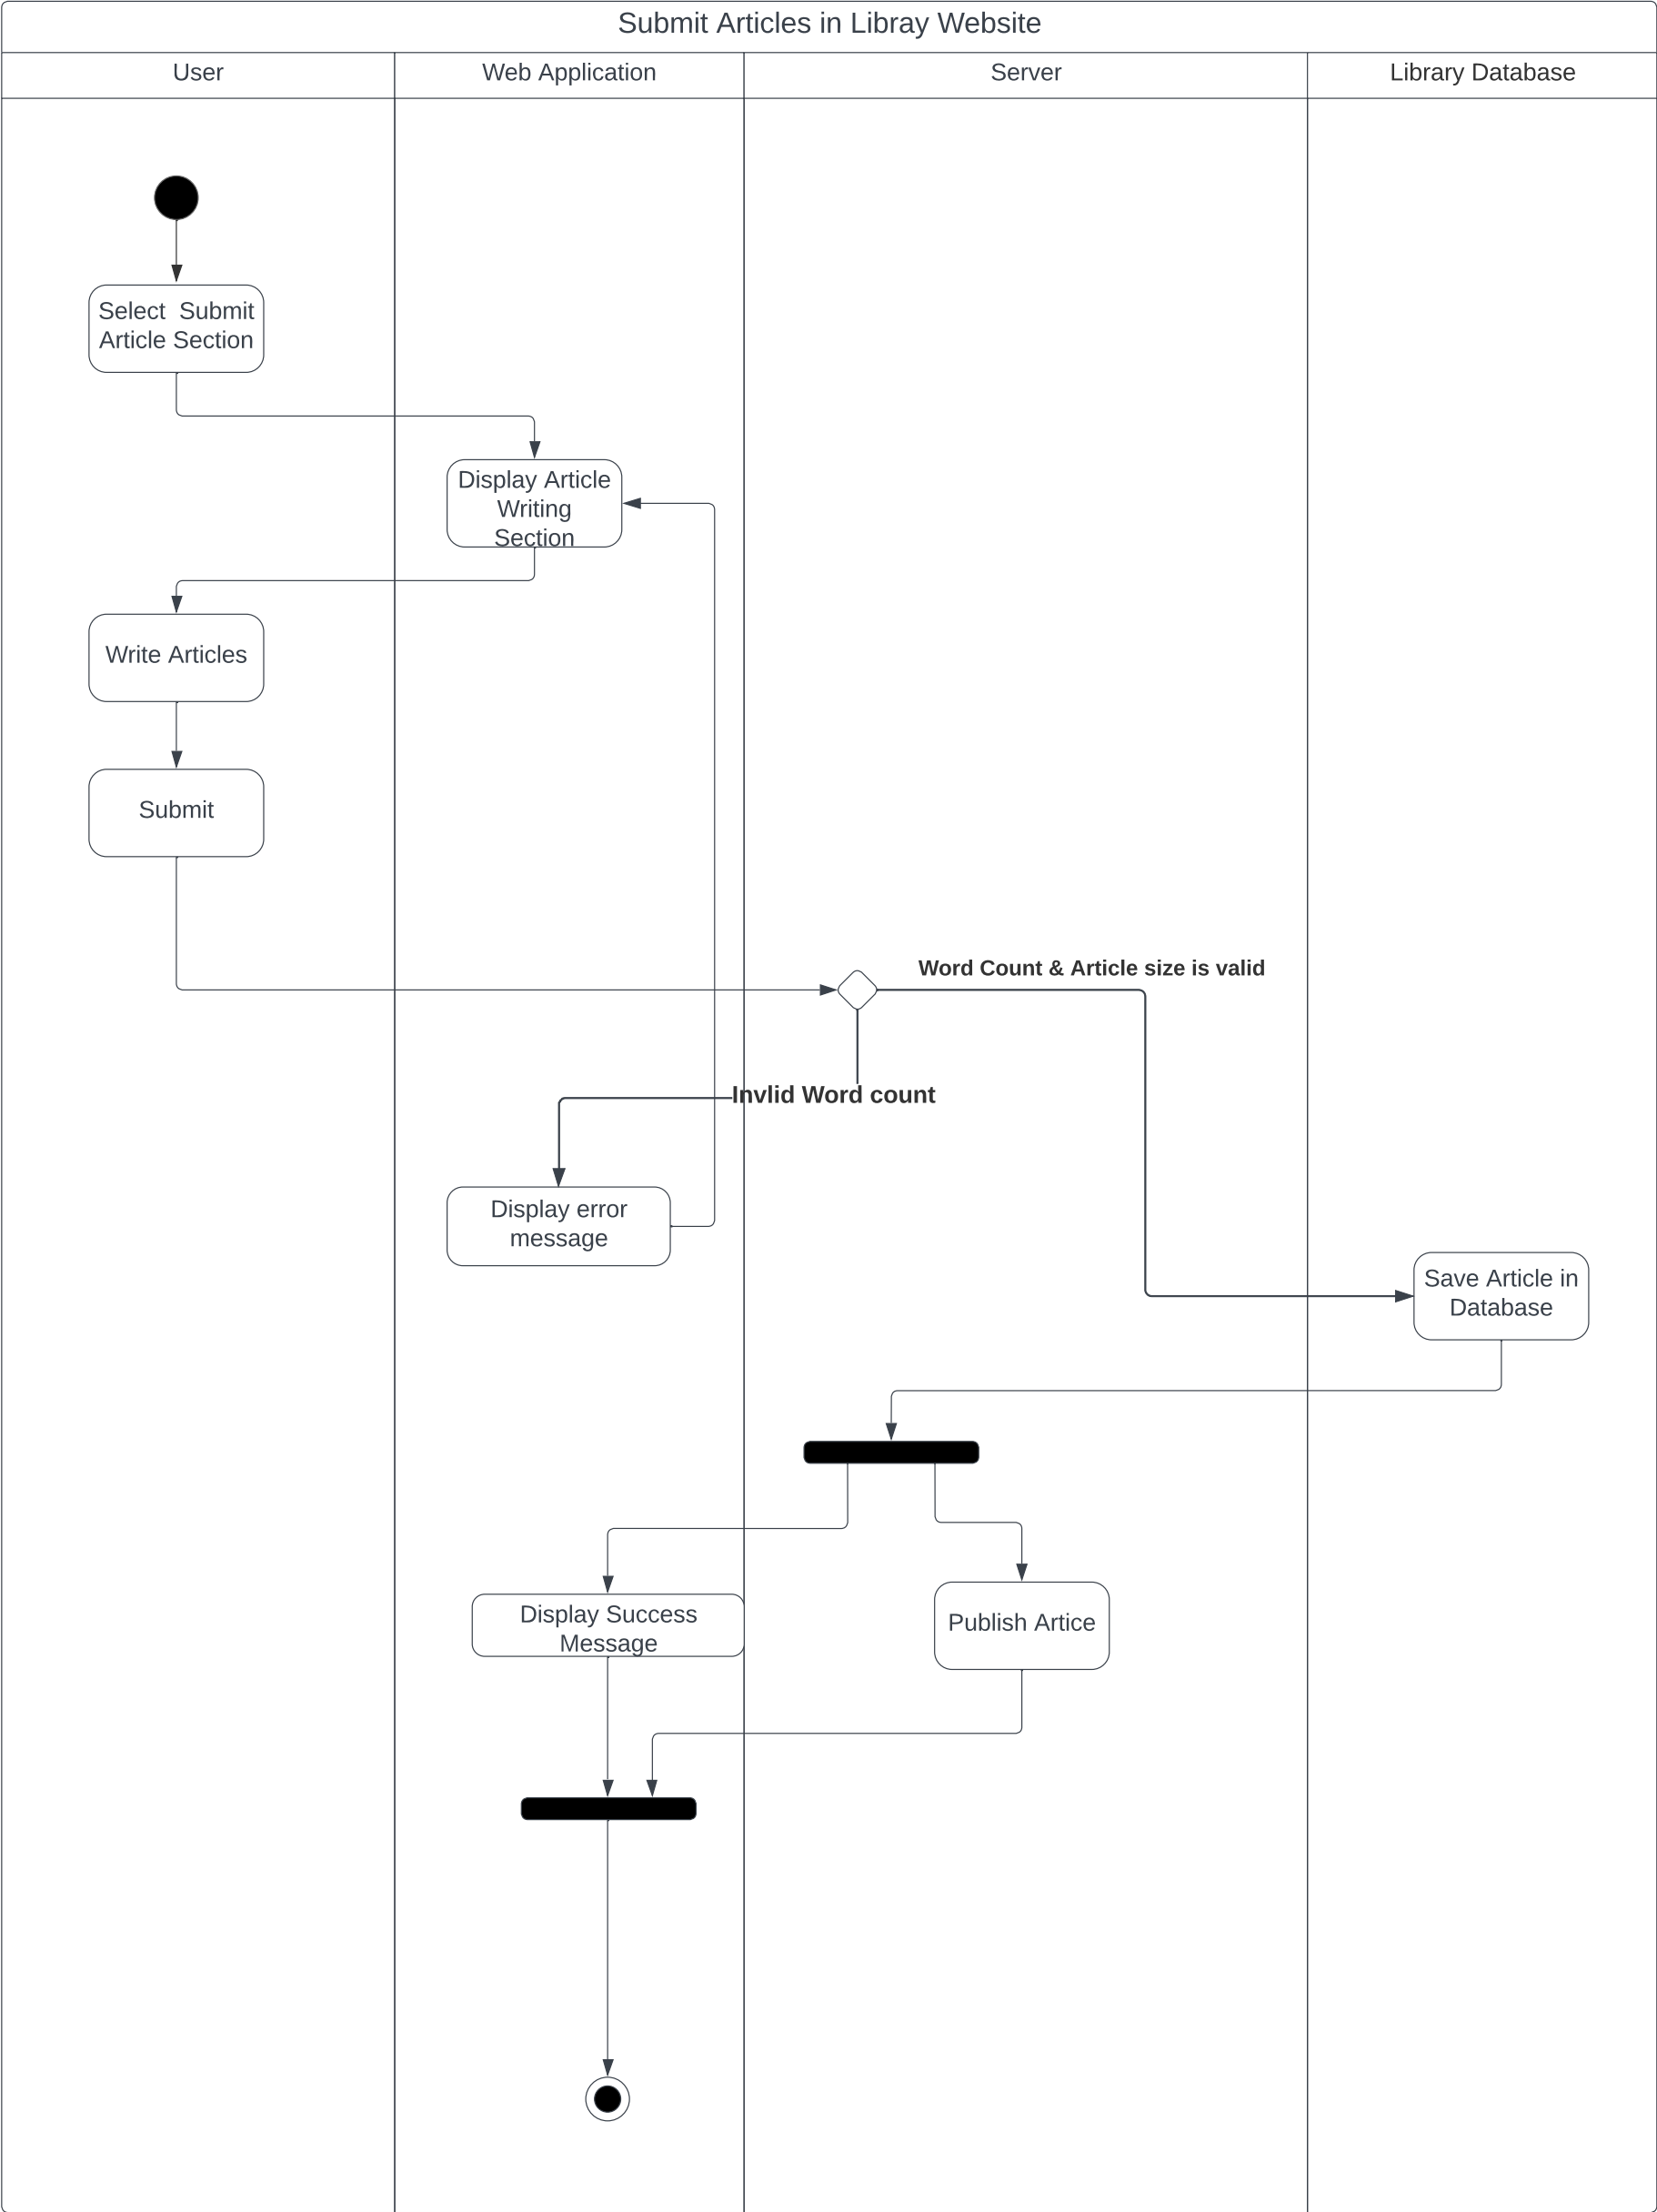 Submit Articles in Libray Website
User
Web Application
Server
Library Database
Select  Submit
Article Section
Display Article
Writing
Section
Write Articles
Submit
Word Count & Article size is valid
Invlid Word count
Display error
message
Save Article in
Database
Display Success
Message
Publish Artice